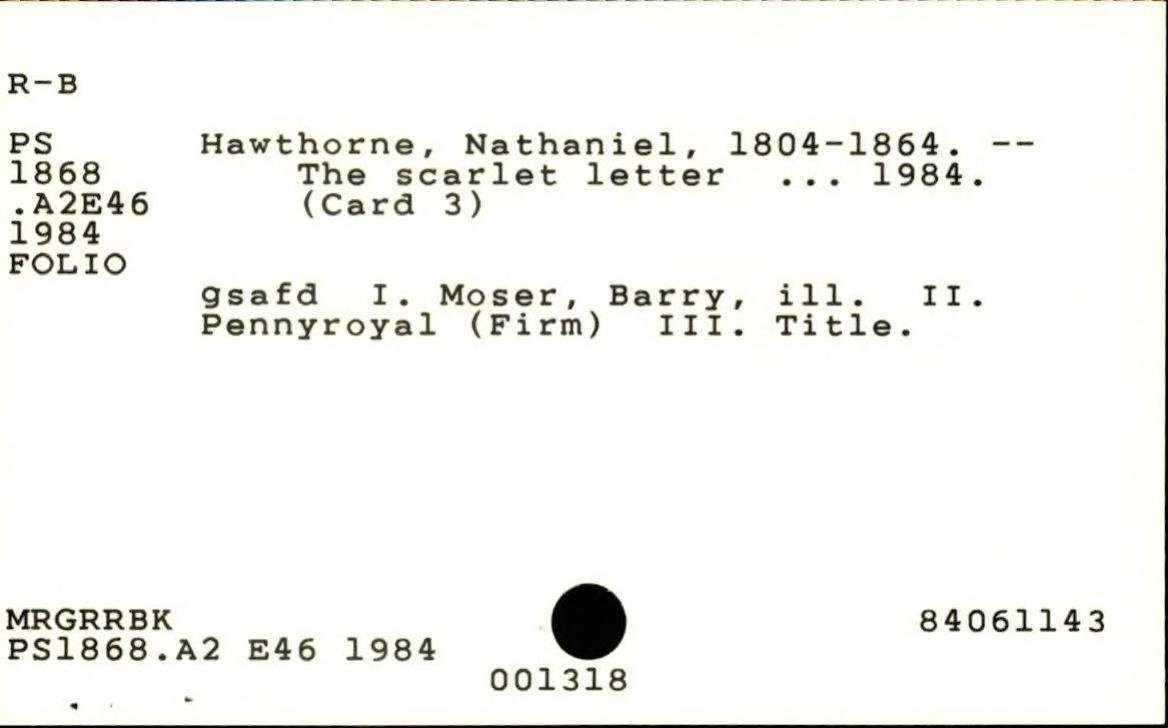 R-B
PS Hawthorne, Nathaniel, 1804-1864. --
1868 The scarlet letter ... 1984.
.A2E46 (Card 3)
1984
FOLIO
gsafd I. Moser, Barry, ill. II.
Pennyroyal (Firm) III. Title.
MRGRRBK 84061143
PS1868.A2 E46 1984
001318